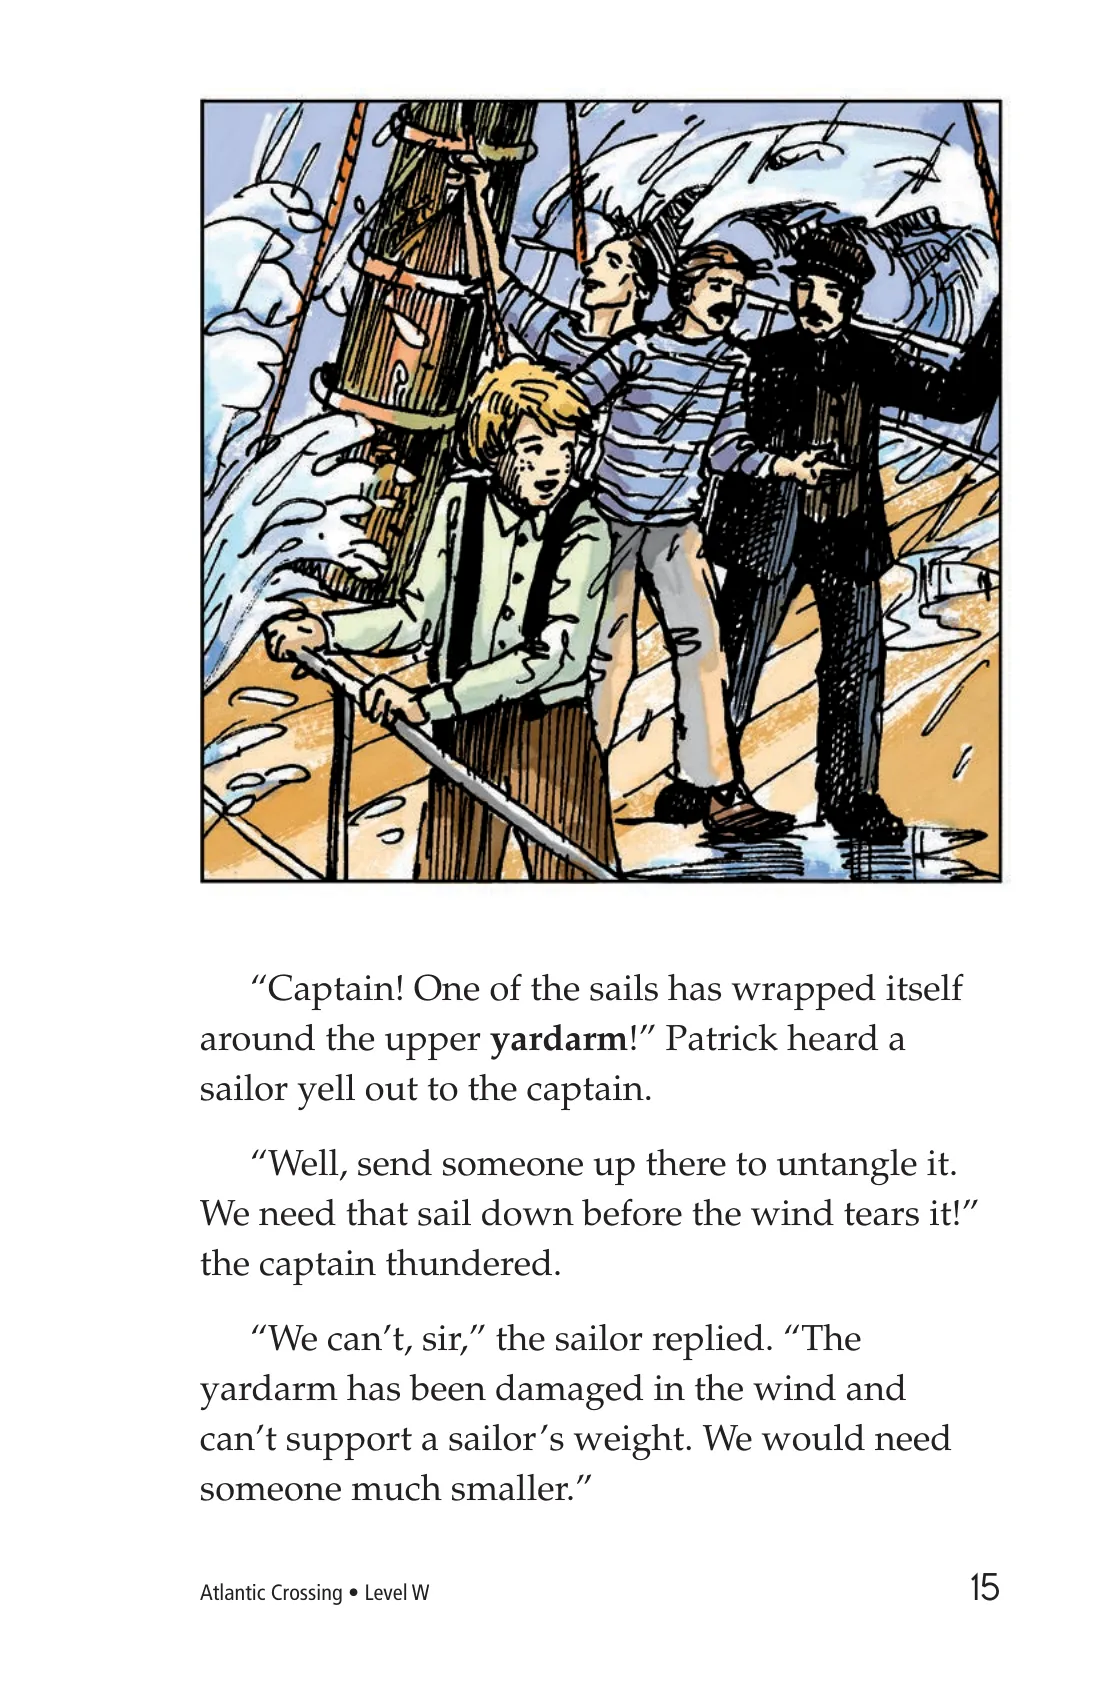 “Captain! One of the sails has wrapped itself
around the upper yardarm!” Patrick heard a
sailor yell out to the captain.
“Well, send someone up there to untangle it.
We need that sail down before the wind tears it!”
the captain thundered.
“We can’t, sir,” the sailor replied. “The
yardarm has been damaged in the wind and
can’t support a sailor’s weight. We would need
someone much smaller.”
Atlantic Crossing • Level W
15